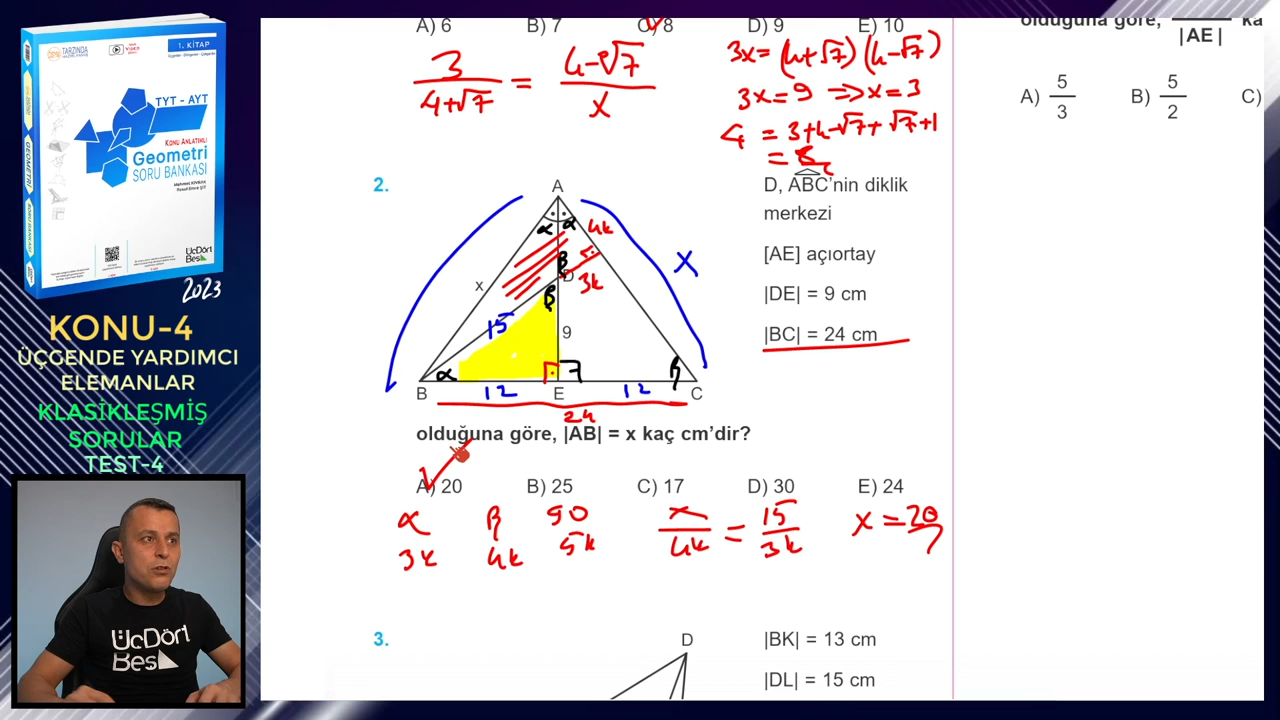 TARZINDA
1. KİTAP
TYT - AYT
KONU ANLATIMLI
Geometri
SORU BANKASI
GEOMETRİ
ÜçDört
Beş
2023
KONU-4
ÜÇGENDE YARDIMCI
ELEMANLAR
KLASİKLEŞMİŞ
SORULAR
TEST-4
ÜçDört
Beş
A) 6 B) 7 C) 8 D) 9 E) 10
3/(4+√7) = (4-√7)/x
3x = (4+√7)(4-√7)
3x = 9 => x = 3
Ç = 3+4-√7+√7+1
= 8
2.
A
α α 4k
β
D
3k
x
X
β
15
9
α
β
B 12 E 12 C
24
D, ABC'nin diklik
merkezi
[AE] açıortay
|DE| = 9 cm
|BC| = 24 cm
olduğuna göre, |AB| = x kaç cm'dir?
A) 20 B) 25 C) 17 D) 30 E) 24
α β 90
3k 4k 5k
x/4k = 15/3k
x = 20
3.
D
|BK| = 13 cm
|DL| = 15 cm
olduğuna göre, |AE| ka
A) 5/3 B) 5/2 C)